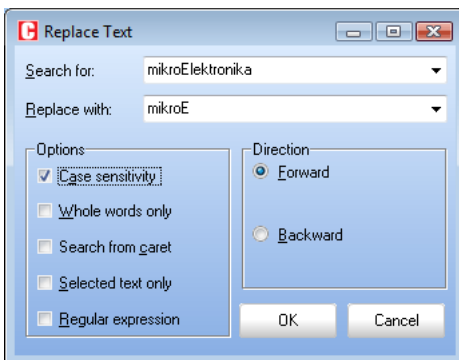 C Replace Text
Search for: mikroElektronika
Replace with: mikroE
Options
Case sensitivity
Whole words only
Search from caret
Selected text only
Regular expression
Direction
Forward
Backward
OK Cancel